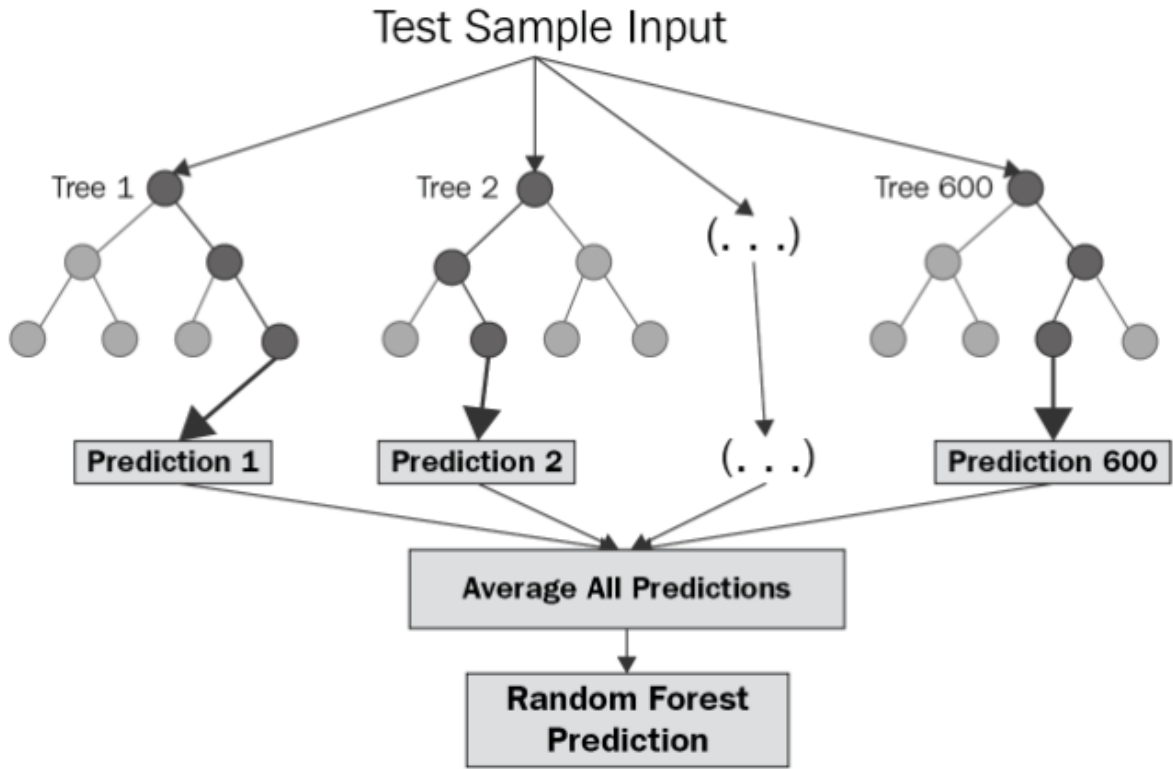 Test Sample Input
Tree 1
Tree 2
Tree 600
(. . .)
Prediction 1
Prediction 2
(. . .)
Prediction 600
Average All Predictions
Random Forest
Prediction